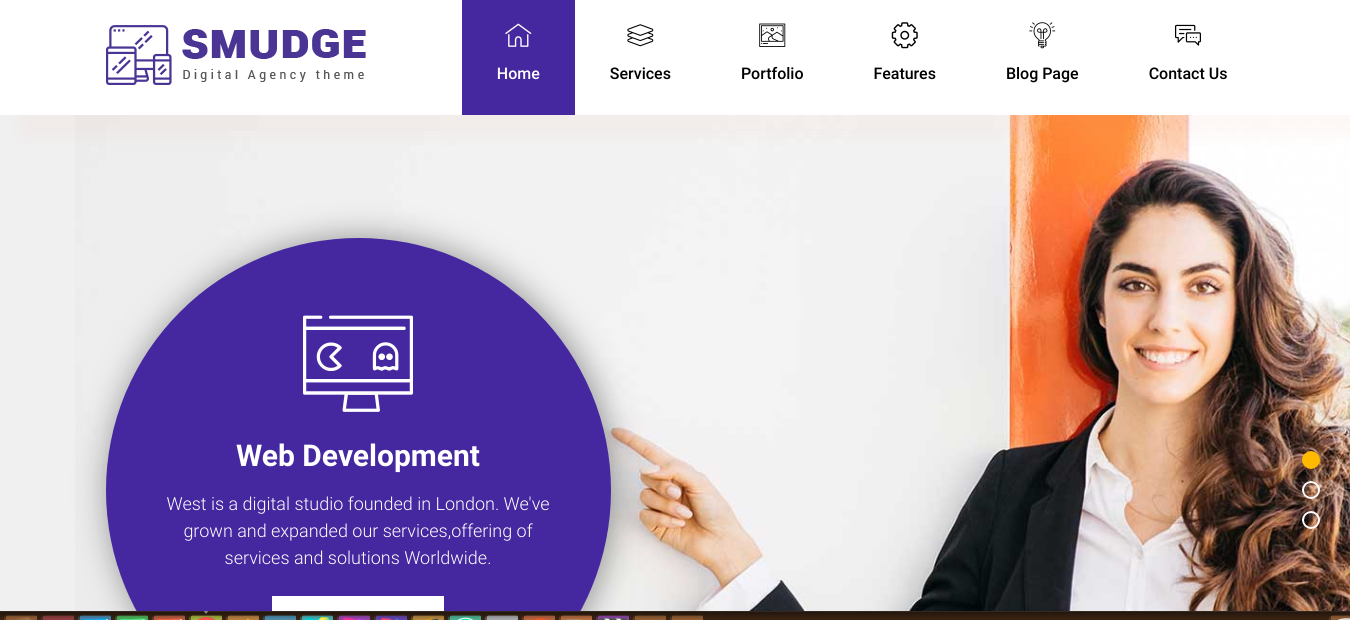 SMUDGE
Digital Agency theme
Home
Services
Portfolio
Features
Blog Page
Contact Us
Web Development
West is a digital studio founded in London. We've
grown and expanded our services,offering of
services and solutions Worldwide.